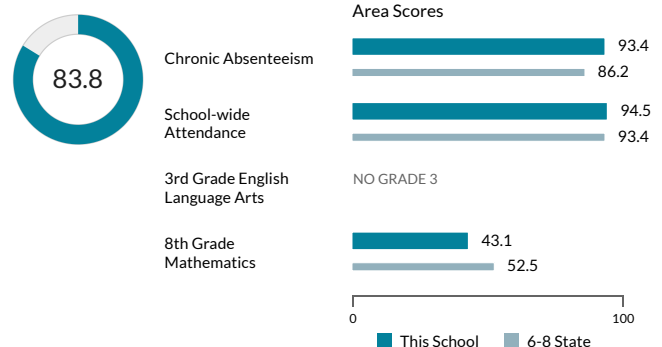 Area Scores
83.8
Chronic Absenteeism
93.4
86.2
School-wide
Attendance
94.5
93.4
3rd Grade English
Language Arts
NO GRADE 3
8th Grade
Mathematics
43.1
52.5
0
100
This School
6-8 State